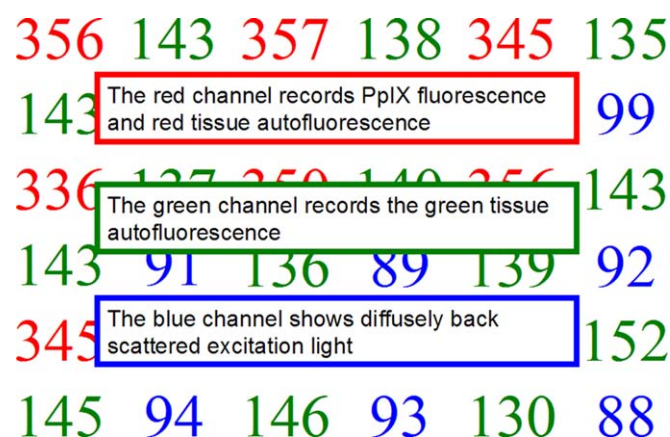 356 143 357 138 345 135
143 99
The red channel records PpIX fluorescence
and red tissue autofluorescence
336 143
The green channel records the green tissue
autofluorescence
143 91 136 89 139 92
345 152
The blue channel shows diffusely back
scattered excitation light
145 94 146 93 130 88